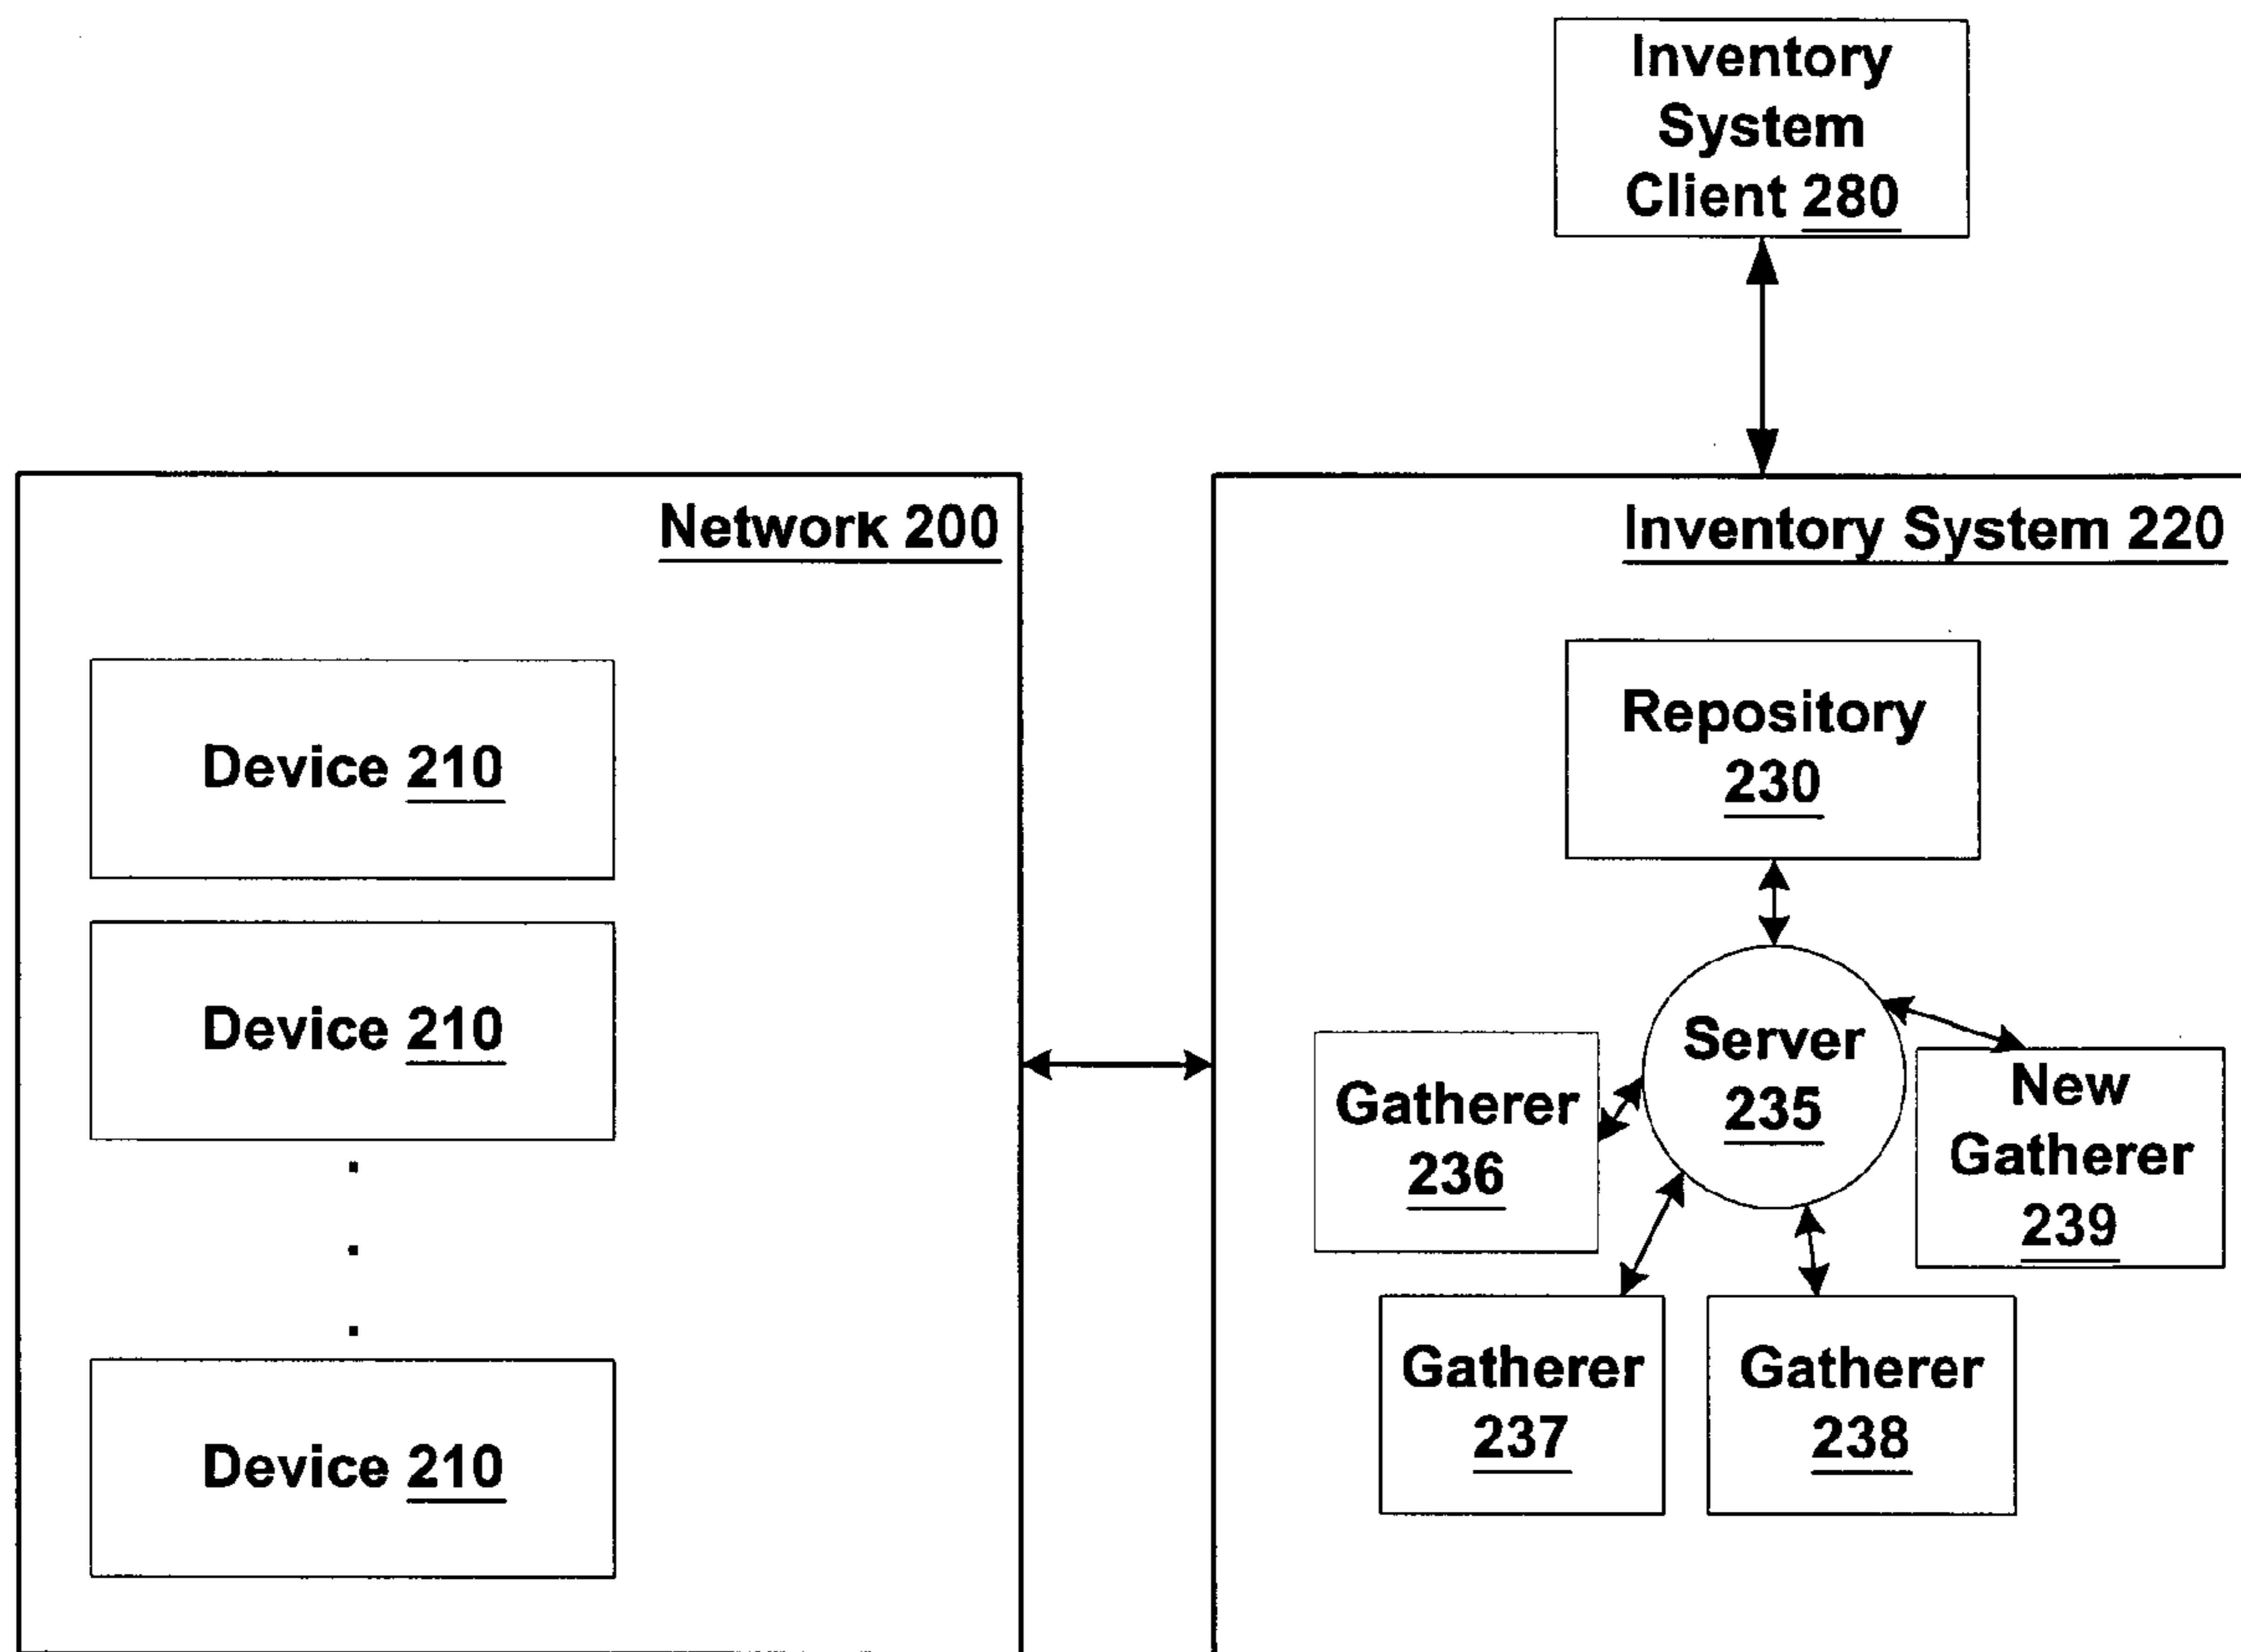 Inventory
System
Client 280
Network 200
Device 210
Device 210
Device 210
Inventory System 220
Repository
230
Server
235
Gatherer
236
New
Gatherer
239
Gatherer
237
Gatherer
238